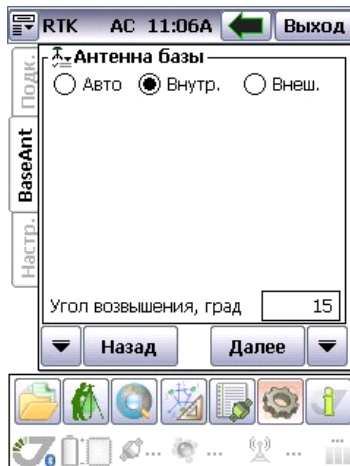 RTK AC 11:06A Выход
Антенна базы
Авто Внутр. Внеш.
Подк.
BaseAnt
Настр.
Угол возвышения, град 15
Назад Далее